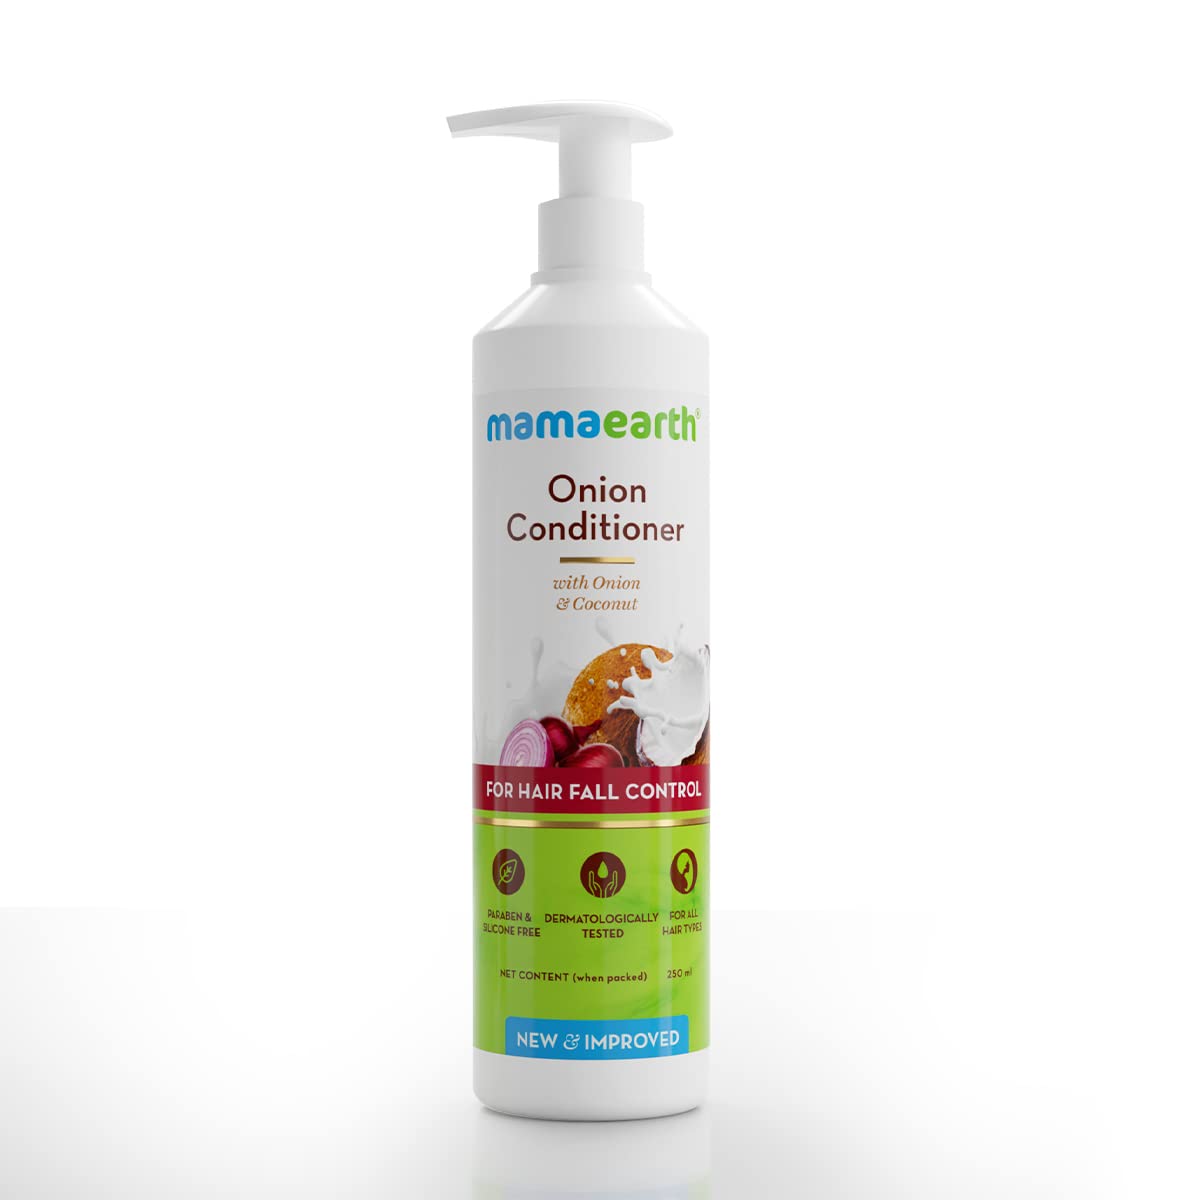 mamaearth®
Onion
Conditioner
with Onion
& Coconut
FOR HAIR FALL CONTROL
PARABEN &
SILICONE FREE
DERMATOLOGICALLY
TESTED
FOR ALL
HAIR TYPES
NET CONTENT (when packed) 250 ml
NEW & IMPROVED